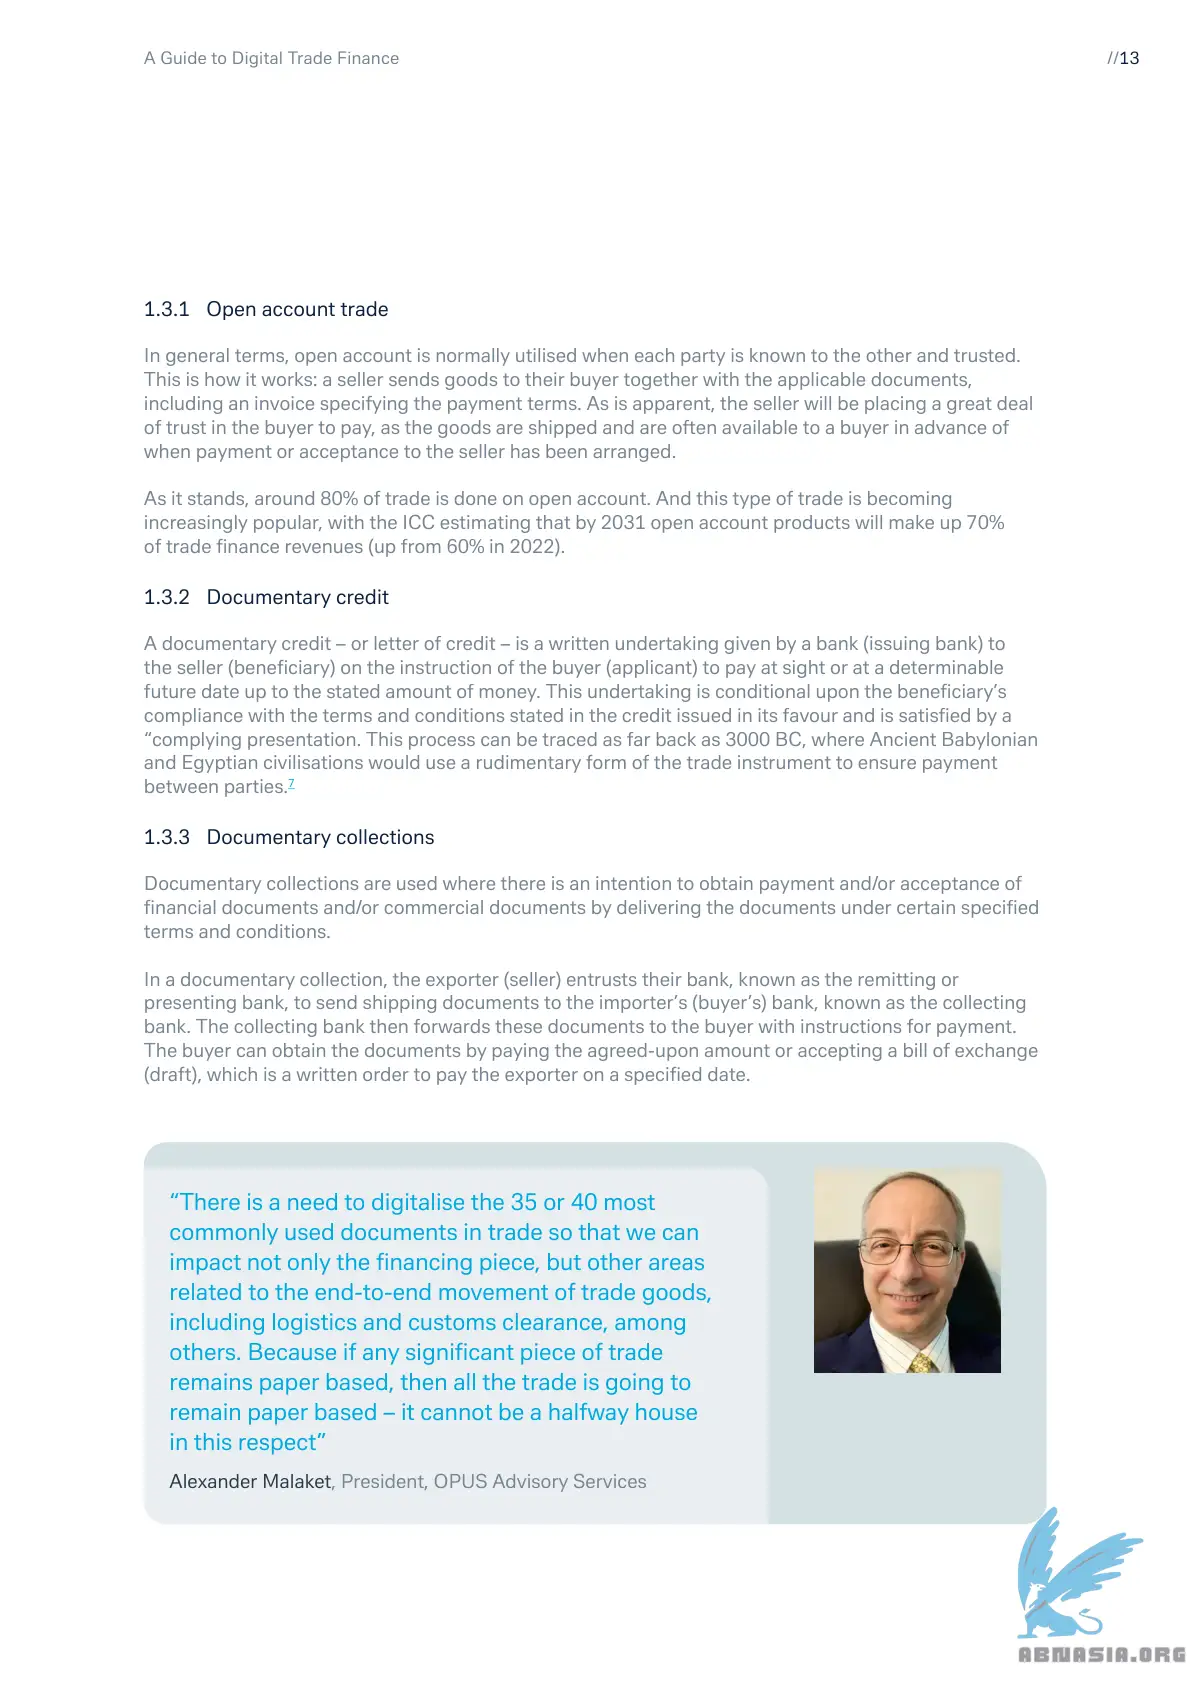 A Guide to Digital Trade Finance
//13
1.3.1 Open account trade
In general terms, open account is normally utilised when each party is known to the other and trusted.
This is how it works: a seller sends goods to their buyer together with the applicable documents,
including an invoice specifying the payment terms. As is apparent, the seller will be placing a great deal
of trust in the buyer to pay, as the goods are shipped and are often available to a buyer in advance of
when payment or acceptance to the seller has been arranged.
As it stands, around 80% of trade is done on open account. And this type of trade is becoming
increasingly popular, with the ICC estimating that by 2031 open account products will make up 70%
of trade finance revenues (up from 60% in 2022).
1.3.2 Documentary credit
A documentary credit – or letter of credit – is a written undertaking given by a bank (issuing bank) to
the seller (beneficiary) on the instruction of the buyer (applicant) to pay at sight or at a determinable
future date up to the stated amount of money. This undertaking is conditional upon the beneficiary’s
compliance with the terms and conditions stated in the credit issued in its favour and is satisfied by a
“complying presentation. This process can be traced as far back as 3000 BC, where Ancient Babylonian
and Egyptian civilisations would use a rudimentary form of the trade instrument to ensure payment
between parties.7
1.3.3 Documentary collections
Documentary collections are used where there is an intention to obtain payment and/or acceptance of
financial documents and/or commercial documents by delivering the documents under certain specified
terms and conditions.
In a documentary collection, the exporter (seller) entrusts their bank, known as the remitting or
presenting bank, to send shipping documents to the importer’s (buyer’s) bank, known as the collecting
bank. The collecting bank then forwards these documents to the buyer with instructions for payment.
The buyer can obtain the documents by paying the agreed-upon amount or accepting a bill of exchange
(draft), which is a written order to pay the exporter on a specified date.
“There is a need to digitalise the 35 or 40 most
commonly used documents in trade so that we can
impact not only the financing piece, but other areas
related to the end-to-end movement of trade goods,
including logistics and customs clearance, among
others. Because if any significant piece of trade
remains paper based, then all the trade is going to
remain paper based – it cannot be a halfway house
in this respect”
Alexander Malaket, President, OPUS Advisory Services
ABNASIA.ORG